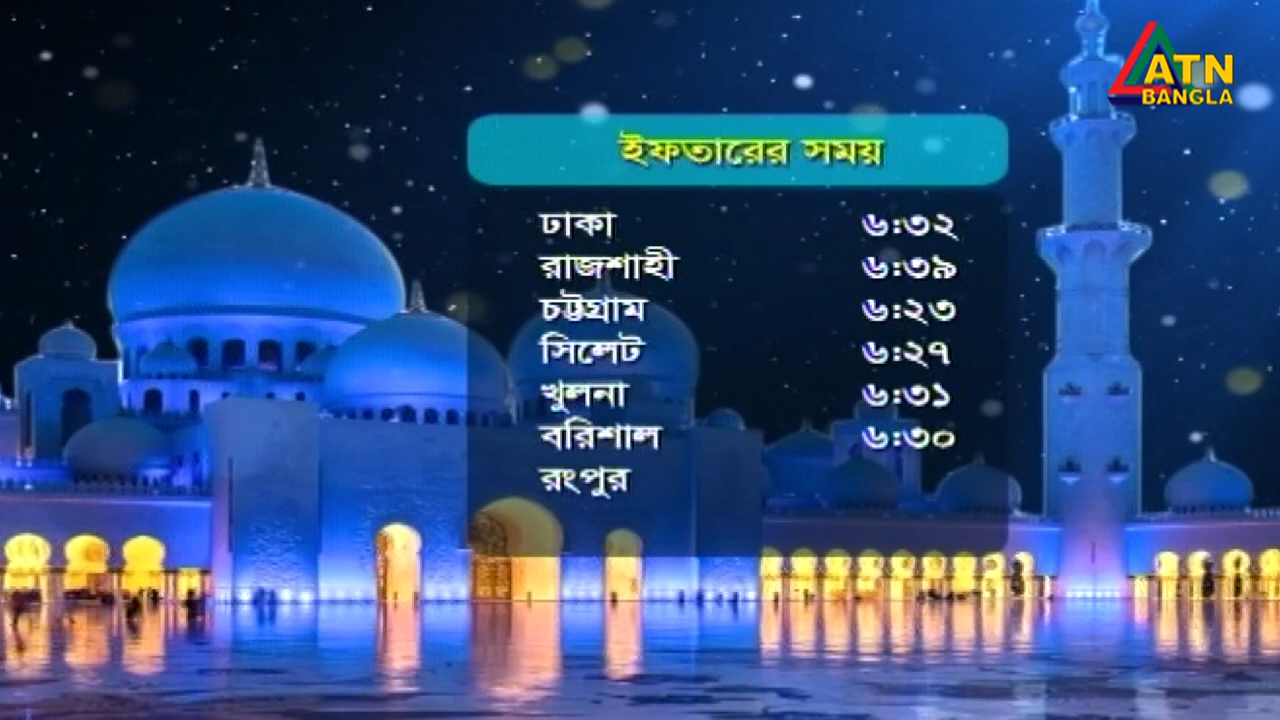 ATN
BANGLA
ইফতারের সময়
ঢাকা ৬:৩২
রাজশাহী ৬:৩৯
চট্টগ্রাম ৬:২৩
সিলেট ৬:২৭
খুলনা ৬:৩১
বরিশাল ৬:৩০
রংপুর